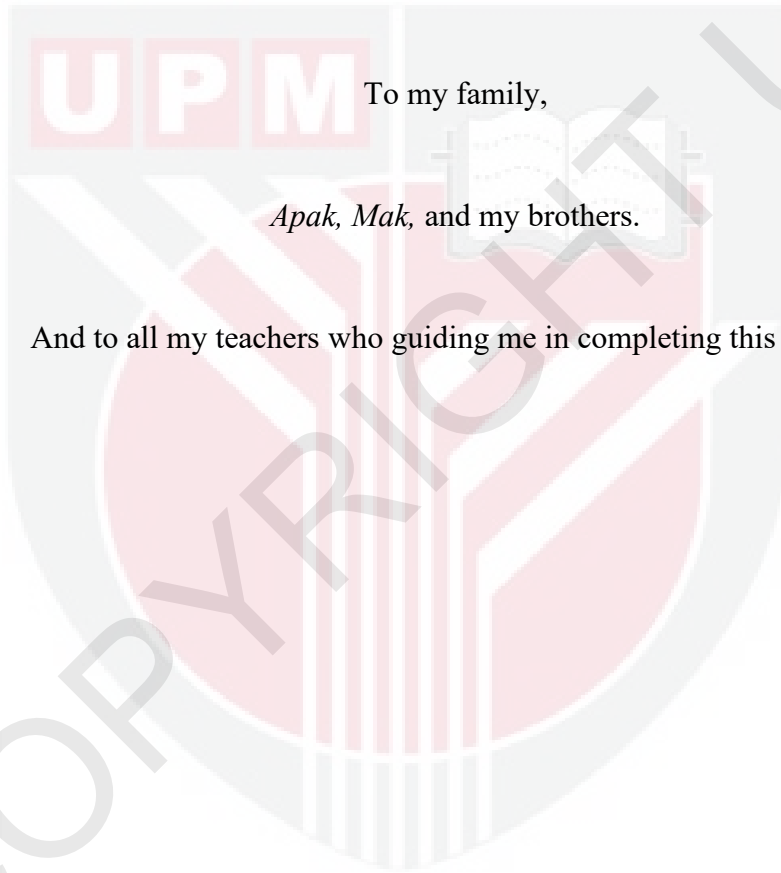 UPM
To my family,
Apak, Mak, and my brothers.
And to all my teachers who guiding me in completing this
COPYRIGHT U